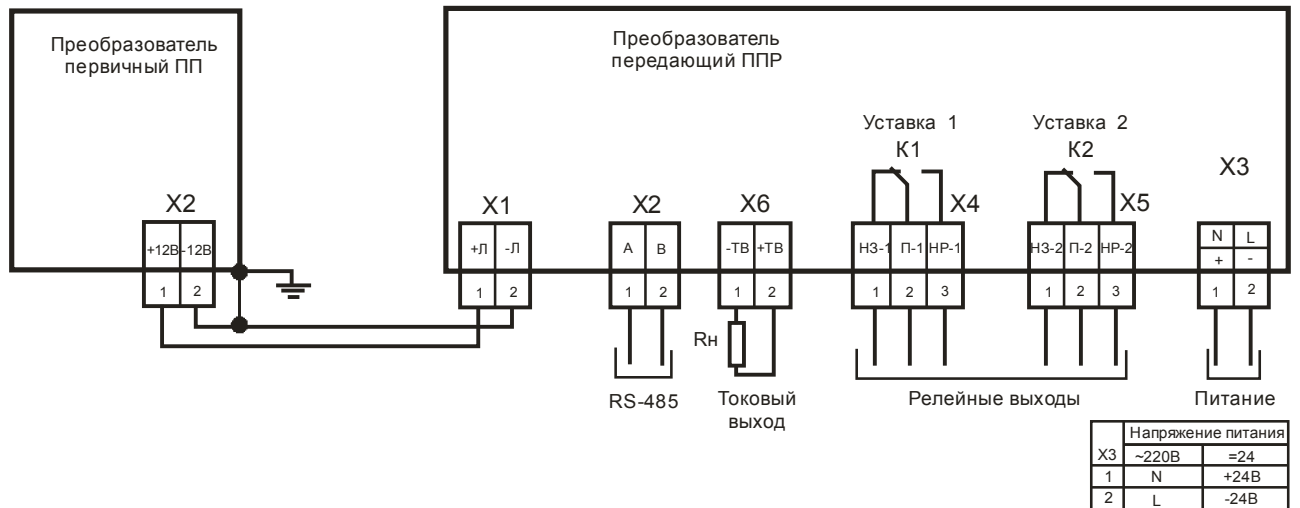 Преобразователь
первичный ПП
Преобразователь
передающий ППР
Уставка 1
К1
Уставка 2
К2
Х3
Х2
Х1
Х2
Х6
Х4
Х5
+12В -12В
1 2
+Л -Л
1 2
А В
1 2
-ТВ +ТВ
1 2
НЗ-1 П-1 НР-1
1 2 3
НЗ-2 П-2 НР-2
1 2 3
N L
+ -
1 2
Rн
RS-485
Токовый
выход
Релейные выходы
Питание
Напряжение питания
Х3 ~220В =24
1 N +24В
2 L -24В